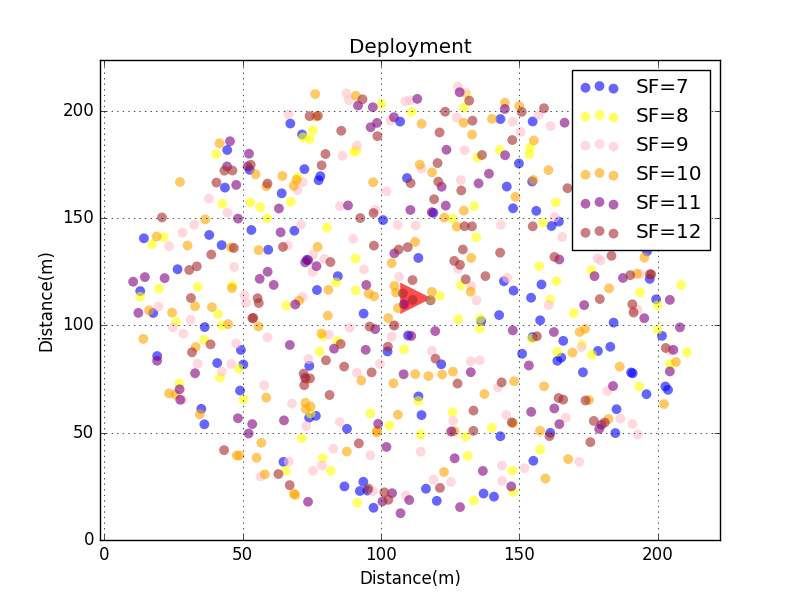 Deployment
SF=7
SF=8
SF=9
SF=10
SF=11
SF=12
Distance(m)
200
150
100
50
0
0 50 100 150 200
Distance(m)